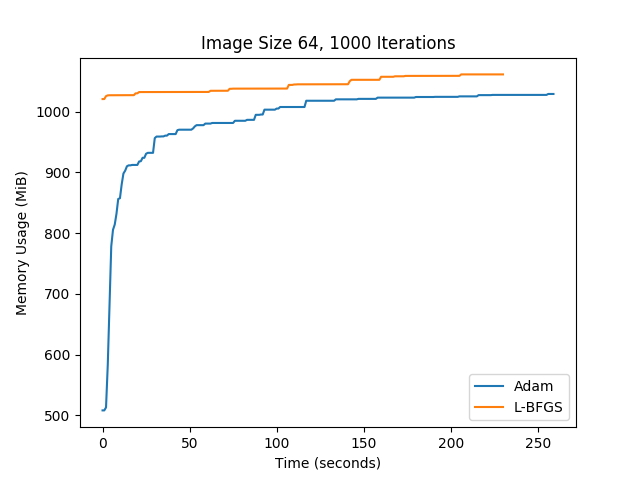 Image Size 64, 1000 Iterations
Memory Usage (MiB)
1000
900
800
700
600
500
0 50 100 150 200 250
Time (seconds)
Adam
L-BFGS